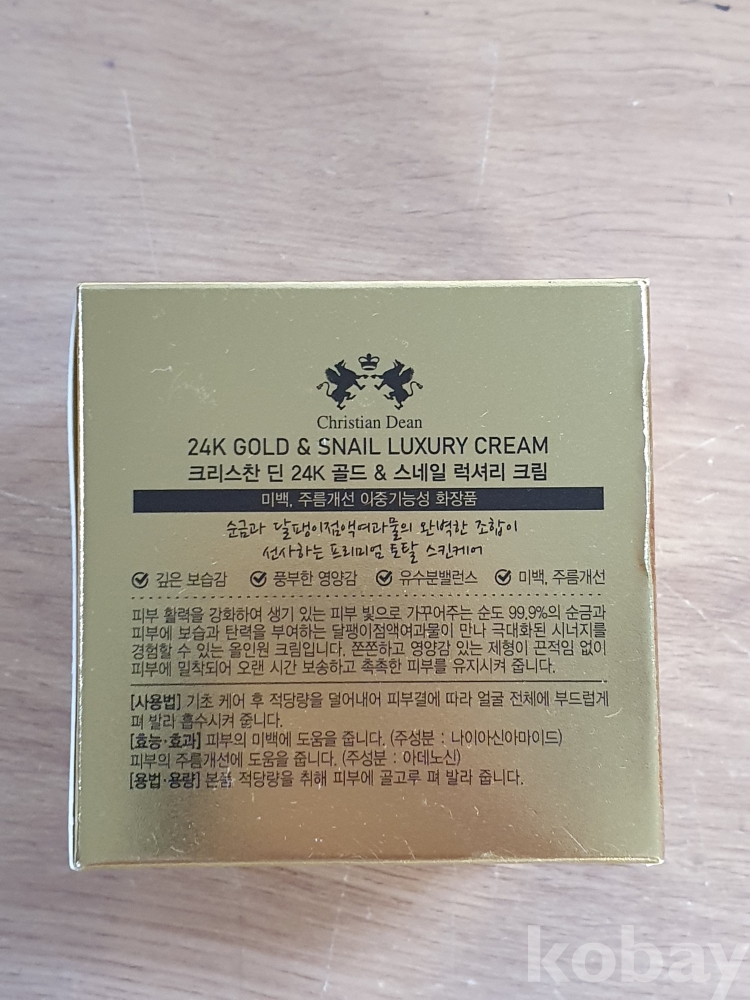 Christian Dean
24K GOLD & SNAIL LUXURY CREAM
크리스찬 딘 24K 골드 & 스네일 럭셔리 크림
미백, 주름개선 이중기능성 화장품
순금과 달팽이점액여과물의 완벽한 조합이
선사하는 프리미엄 토탈 스킨케어
깊은 보습감 풍부한 영양감 유수분밸런스 미백, 주름개선
피부 활력을 강화하여 생기 있는 피부 빛으로 가꾸어주는 순도 99.9%의 순금과
피부에 보습과 탄력을 부여하는 달팽이점액여과물이 만나 극대화된 시너지를
경험할 수 있는 올인원 크림입니다. 쫀쫀하고 영양감 있는 제형이 끈적임 없이
피부에 밀착되어 오랜 시간 보송하고 촉촉한 피부를 유지시켜 줍니다.
[사용법] 기초 케어 후 적당량을 덜어내어 피부결에 따라 얼굴 전체에 부드럽게
펴 발라 흡수시켜 줍니다.
[효능·효과] 피부의 미백에 도움을 줍니다. (주성분 : 나이아신아마이드)
피부의 주름개선에 도움을 줍니다. (주성분 : 아데노신)
[용법·용량] 본품 적당량을 취해 피부에 골고루 펴 발라 줍니다.
kobay